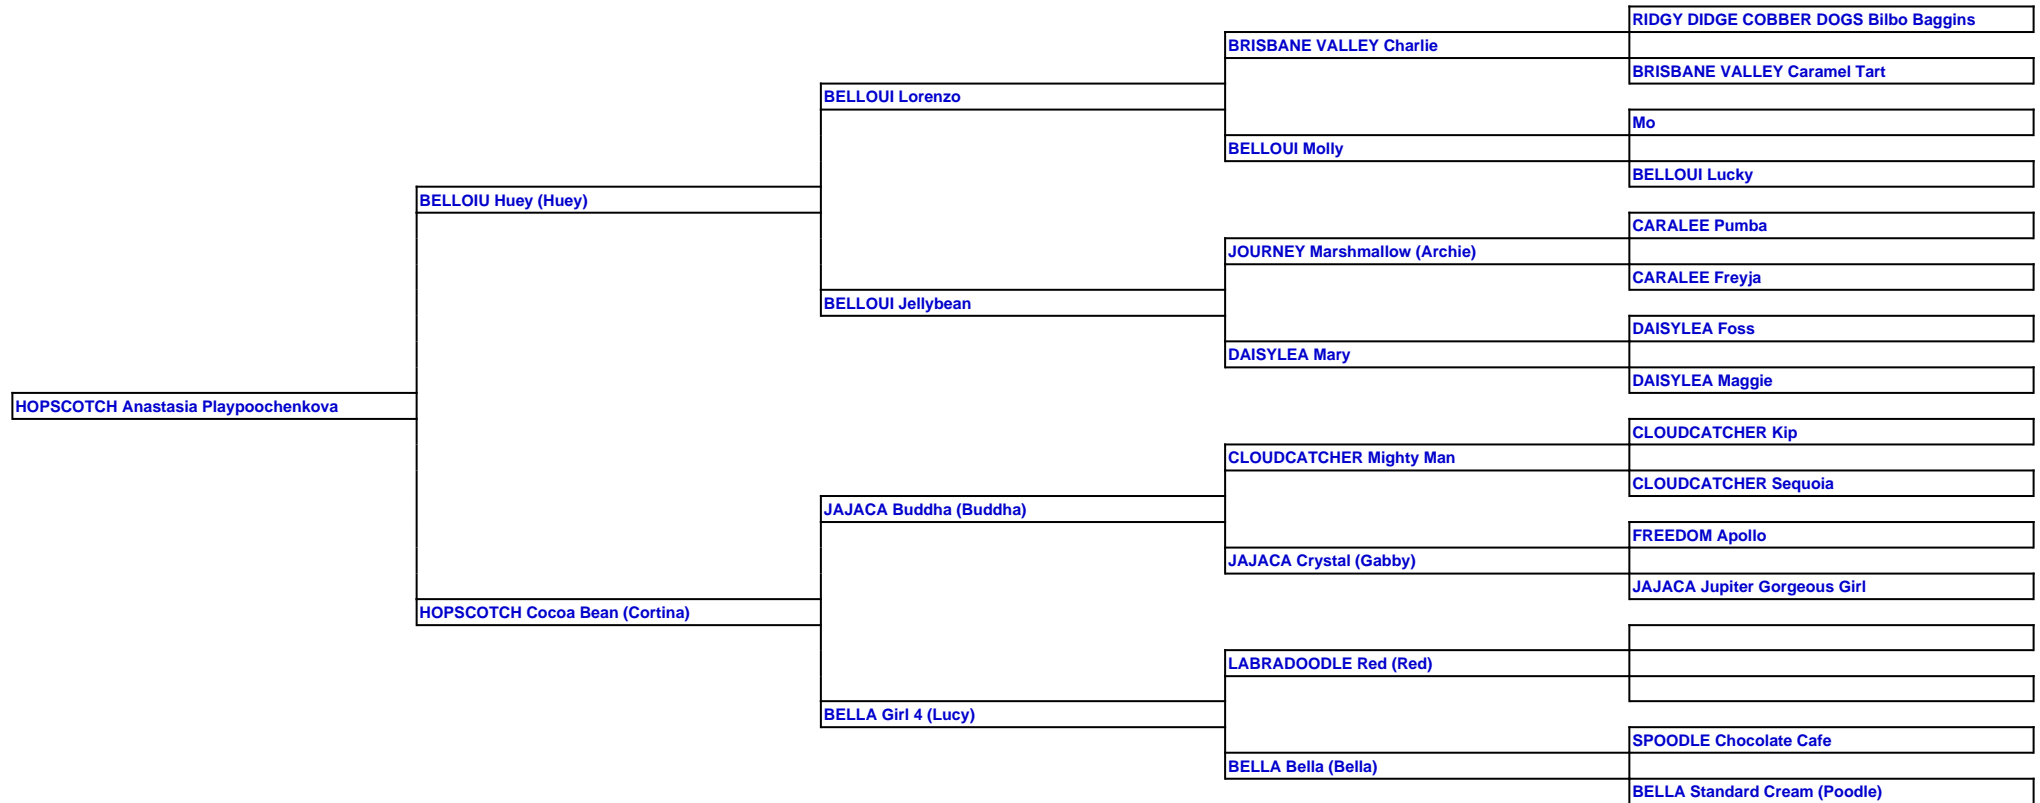 RIDGY DIDGE COBBER DOGS Bilbo Baggins
BRISBANE VALLEY Charlie
BRISBANE VALLEY Caramel Tart
BELLOUI Lorenzo
Mo
BELLOUI Molly
BELLOUI Lucky
BELLOIU Huey (Huey)
CARALEE Pumba
JOURNEY Marshmallow (Archie)
CARALEE Freyja
BELLOUI Jellybean
DAISYLEA Foss
DAISYLEA Mary
DAISYLEA Maggie
HOPSCOTCH Anastasia Playpoochenkova
CLOUDCATCHER Kip
CLOUDCATCHER Mighty Man
CLOUDCATCHER Sequoia
JAJACA Buddha (Buddha)
FREEDOM Apollo
JAJACA Crystal (Gabby)
JAJACA Jupiter Gorgeous Girl
HOPSCOTCH Cocoa Bean (Cortina)
LABRADOODLE Red (Red)
BELLA Girl 4 (Lucy)
SPOODLE Chocolate Cafe
BELLA Bella (Bella)
BELLA Standard Cream (Poodle)